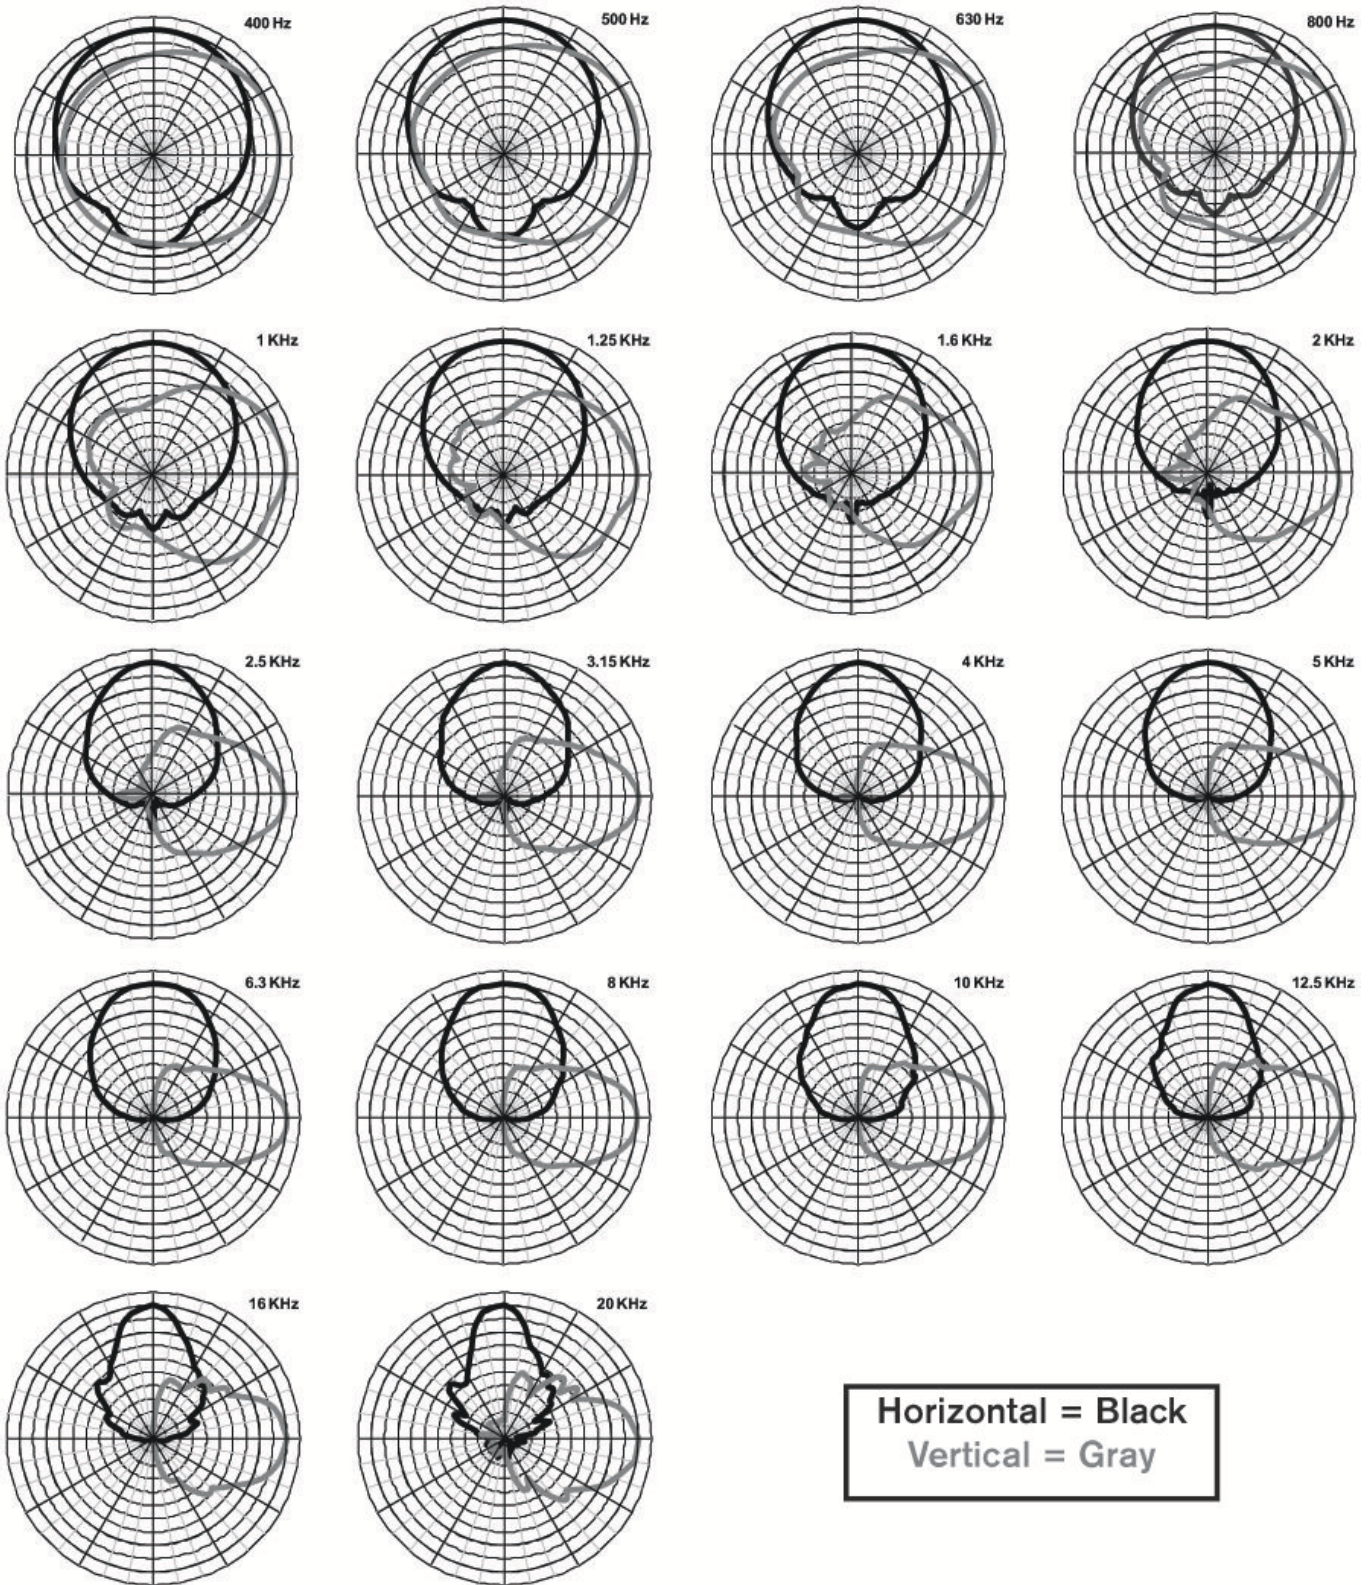 400 Hz
500 Hz
630 Hz
800 Hz
1 KHz
1.25 KHz
1.6 KHz
2 KHz
2.5 KHz
3.15 KHz
4 KHz
5 KHz
6.3 KHz
8 KHz
10 KHz
12.5 KHz
16 KHz
20 KHz
Horizontal = Black
Vertical = Gray